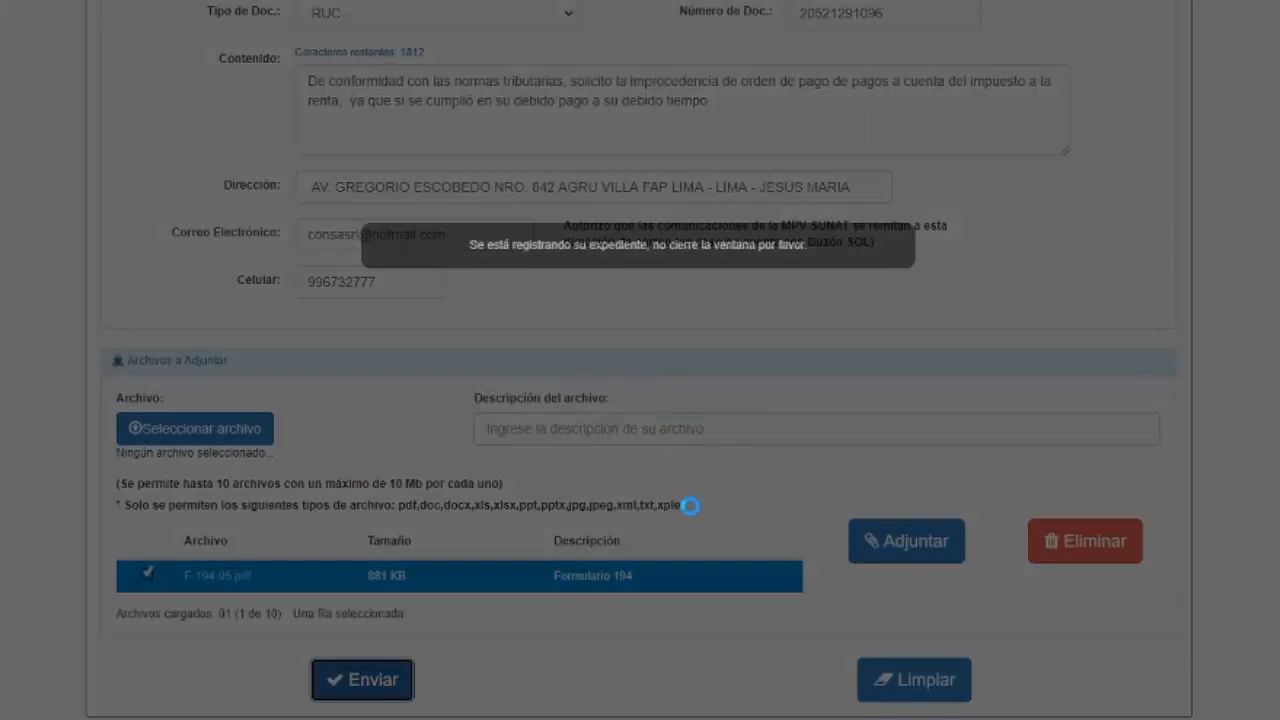 Tipo de Doc.: RUC Número de Doc.: 20521291096
Contenido: Caracteres restantes: 1812
De conformidad con las normas tributarias, solicito la improcedencia de orden de pago de pagos a cuenta del impuesto a la
renta, ya que si se cumplió en su debido pago a su debido tiempo
Dirección: AV. GREGORIO ESCOBEDO NRO. 642 AGRU VILLA FAP LIMA - LIMA - JESUS MARIA
Correo Electrónico: @hotmail.com Autorizo que las comunicaciones de la MPV SUNAT se remitan a esta
Buzón SOL)
Se está registrando su expediente, no cierre la ventana por favor.
Celular: 996732777
Archivos a Adjuntar
Archivo: Descripción del archivo:
Seleccionar archivo Ingrese la descripcion de su archivo...
Ningún archivo seleccionado...
(Se permite hasta 10 archivos con un máximo de 10 Mb por cada uno)
* Solo se permiten los siguientes tipos de archivo: pdf,doc,docx,xls,xlsx,ppt,pptx,jpg,jpeg,xml,txt,xple
Archivo Tamaño Descripción Adjuntar Eliminar
F-194-05.pdf 881 KB Formulario 194
Archivos cargados: 01 (1 de 10) Una fila seleccionada
Enviar Limpiar